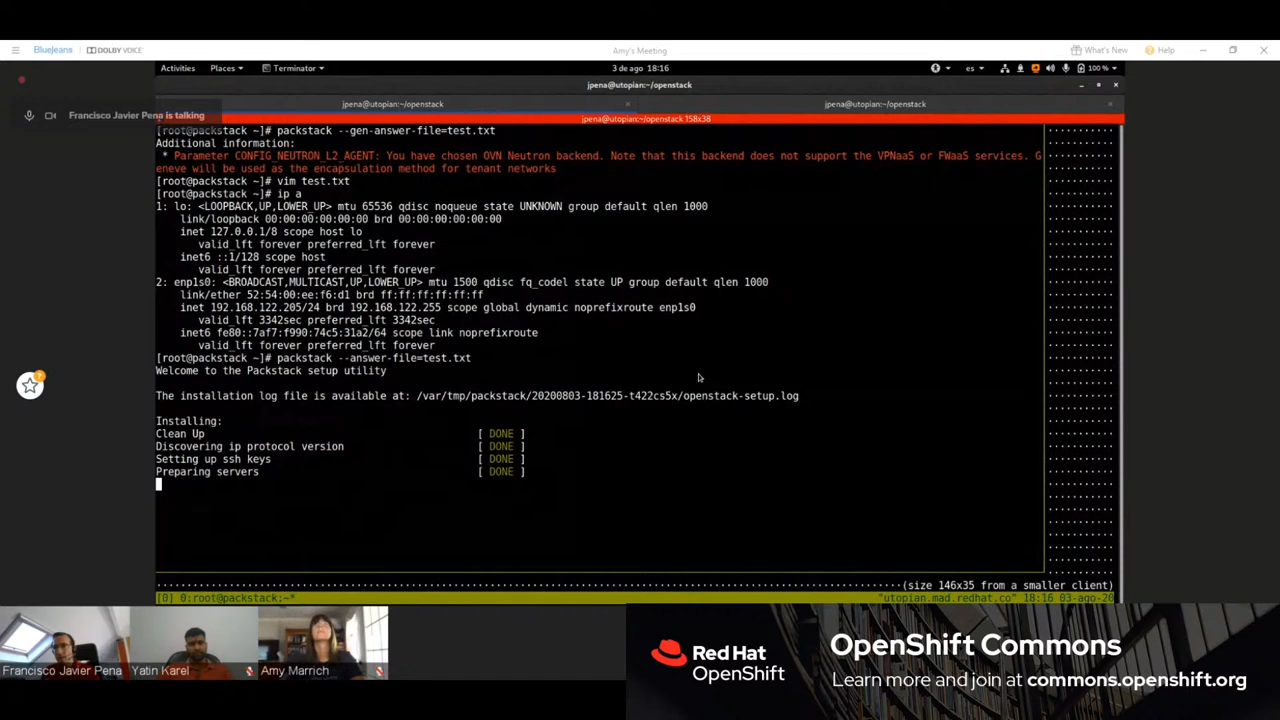 BlueJeans
DOLBY VOICE
Amy's Meeting
What's New
Help
Activities
Places
Terminator
3 de ago 18:16
es
100 %
jpena@utopian:~/openstack
jpena@utopian:~/openstack
jpena@utopian:~/openstack
Francisco Javier Pena is talking
jpena@utopian:~/openstack 158x38
[root@packstack ~]# packstack --gen-answer-file=test.txt
Additional information:
* Parameter CONFIG_NEUTRON_L2_AGENT: You have chosen OVN Neutron backend. Note that this backend does not support the VPNaaS or FWaaS services. G
eneve will be used as the encapsulation method for tenant networks
[root@packstack ~]# vim test.txt
[root@packstack ~]# ip a
1: lo: <LOOPBACK,UP,LOWER_UP> mtu 65536 qdisc noqueue state UNKNOWN group default qlen 1000
link/loopback 00:00:00:00:00:00 brd 00:00:00:00:00:00
inet 127.0.0.1/8 scope host lo
valid_lft forever preferred_lft forever
inet6 ::1/128 scope host
valid_lft forever preferred_lft forever
2: enp1s0: <BROADCAST,MULTICAST,UP,LOWER_UP> mtu 1500 qdisc fq_codel state UP group default qlen 1000
link/ether 52:54:00:ee:f6:d1 brd ff:ff:ff:ff:ff:ff
inet 192.168.122.205/24 brd 192.168.122.255 scope global dynamic noprefixroute enp1s0
valid_lft 3342sec preferred_lft 3342sec
inet6 fe80::7af7:f990:74c5:31a2/64 scope link noprefixroute
valid_lft forever preferred_lft forever
[root@packstack ~]# packstack --answer-file=test.txt
Welcome to the Packstack setup utility
The installation log file is available at: /var/tmp/packstack/20200803-181625-t422cs5x/openstack-setup.log
Installing:
Clean Up [ DONE ]
Discovering ip protocol version [ DONE ]
Setting up ssh keys [ DONE ]
Preparing servers [ DONE ]
(size 146x35 from a smaller client)
[0] 0:root@packstack:~* "utopian.mad.redhat.co" 18:16 03-ago-20
Francisco Javier Pena
Yatin Karel
Amy Marrich
Red Hat
OpenShift
OpenShift Commons
Learn more and join at commons.openshift.org